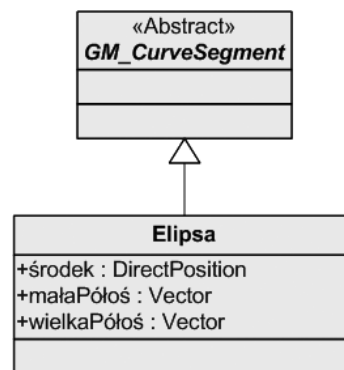 «Abstract»
GM_CurveSegment
Elipsa
+środek : DirectPosition
+małaPółoś : Vector
+wielkaPółoś : Vector